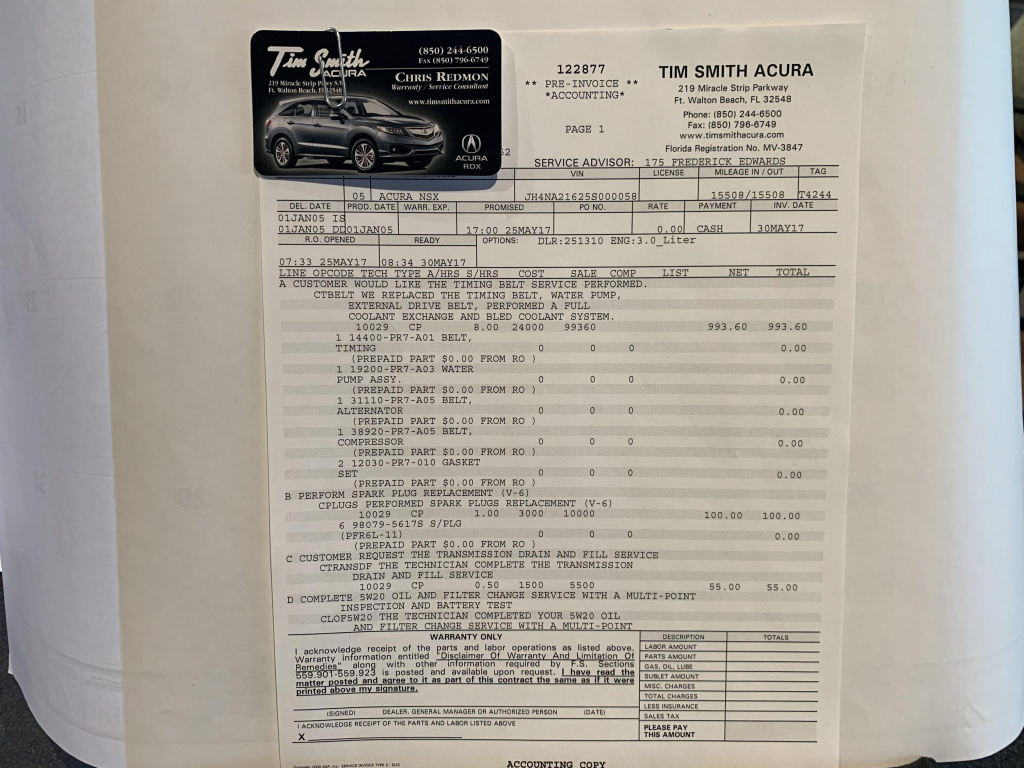 Tim Smith
ACURA
219 Miracle Strip Pkwy S.W.
Ft. Walton Beach, Fl 32548
(850) 244-6500
FAX (850) 796-6749
CHRIS REDMON
Warranty / Service Consultant
www.timsmithacura.com
ACURA
RDX
122877
** PRE-INVOICE **
*ACCOUNTING*
PAGE 1
TIM SMITH ACURA
219 Miracle Strip Parkway
Ft. Walton Beach, FL 32548
Phone: (850) 244-6500
Fax: (850) 796-6749
www.timsmithacura.com
Florida Registration No. MV-3847
52
SERVICE ADVISOR: 175 FREDERICK EDWARDS
VIN LICENSE MILEAGE IN / OUT TAG
05 ACURA NSX JH4NA21625S000058 15508/15508 T4244
DEL. DATE PROD. DATE WARR. EXP. PROMISED PO NO. RATE PAYMENT INV. DATE
01JAN05 IS
01JAN05 DD 01JAN05 17:00 25MAY17 0.00 CASH 30MAY17
R.O. OPENED READY OPTIONS: DLR:251310 ENG:3.0_Liter
07:33 25MAY17 08:34 30MAY17
LINE OPCODE TECH TYPE A/HRS S/HRS COST SALE COMP LIST NET TOTAL
A CUSTOMER WOULD LIKE THE TIMING BELT SERVICE PERFORMED.
CTBELT WE REPLACED THE TIMING BELT, WATER PUMP,
EXTERNAL DRIVE BELT, PERFORMED A FULL
COOLANT EXCHANGE AND BLED COOLANT SYSTEM.
10029 CP 8.00 24000 99360 993.60 993.60
1 14400-PR7-A01 BELT,
TIMING 0 0 0 0.00
(PREPAID PART $0.00 FROM RO )
1 19200-PR7-A03 WATER
PUMP ASSY. 0 0 0 0.00
(PREPAID PART $0.00 FROM RO )
1 31110-PR7-A05 BELT,
ALTERNATOR 0 0 0 0.00
(PREPAID PART $0.00 FROM RO )
1 38920-PR7-A05 BELT,
COMPRESSOR 0 0 0 0.00
(PREPAID PART $0.00 FROM RO )
2 12030-PR7-010 GASKET
SET 0 0 0 0.00
(PREPAID PART $0.00 FROM RO )
B PERFORM SPARK PLUG REPLACEMENT (V-6)
CPLUGS PERFORMED SPARK PLUGS REPLACEMENT (V-6)
10029 CP 1.00 3000 10000 100.00 100.00
6 98079-5617S S/PLG
(PFR6L-11) 0 0 0 0.00
(PREPAID PART $0.00 FROM RO )
C CUSTOMER REQUEST THE TRANSMISSION DRAIN AND FILL SERVICE
CTRANSDF THE TECHNICIAN COMPLETE THE TRANSMISSION
DRAIN AND FILL SERVICE
10029 CP 0.50 1500 5500 55.00 55.00
D COMPLETE 5W20 OIL AND FILTER CHANGE SERVICE WITH A MULTI-POINT
INSPECTION AND BATTERY TEST
CLOF5W20 THE TECHNICIAN COMPLETED YOUR 5W20 OIL
AND FILTER CHANGE SERVICE WITH A MULTI-POINT
WARRANTY ONLY
I acknowledge receipt of the parts and labor operations as listed above.
Warranty information entitled "Disclaimer Of Warranty And Limitation Of
Remedies" along with other information required by F.S. Sections
559.901-559.923 is posted and available upon request. I have read the
matter posted and agree to it as part of this contract the same as if it were
printed above my signature.
(SIGNED) DEALER, GENERAL MANAGER OR AUTHORIZED PERSON (DATE)
I ACKNOWLEDGE RECEIPT OF THE PARTS AND LABOR LISTED ABOVE
X
DESCRIPTION TOTALS
LABOR AMOUNT
PARTS AMOUNT
GAS, OIL, LUBE
SUBLET AMOUNT
MISC. CHARGES
TOTAL CHARGES
LESS INSURANCE
SALES TAX
PLEASE PAY
THIS AMOUNT
ACCOUNTING COPY